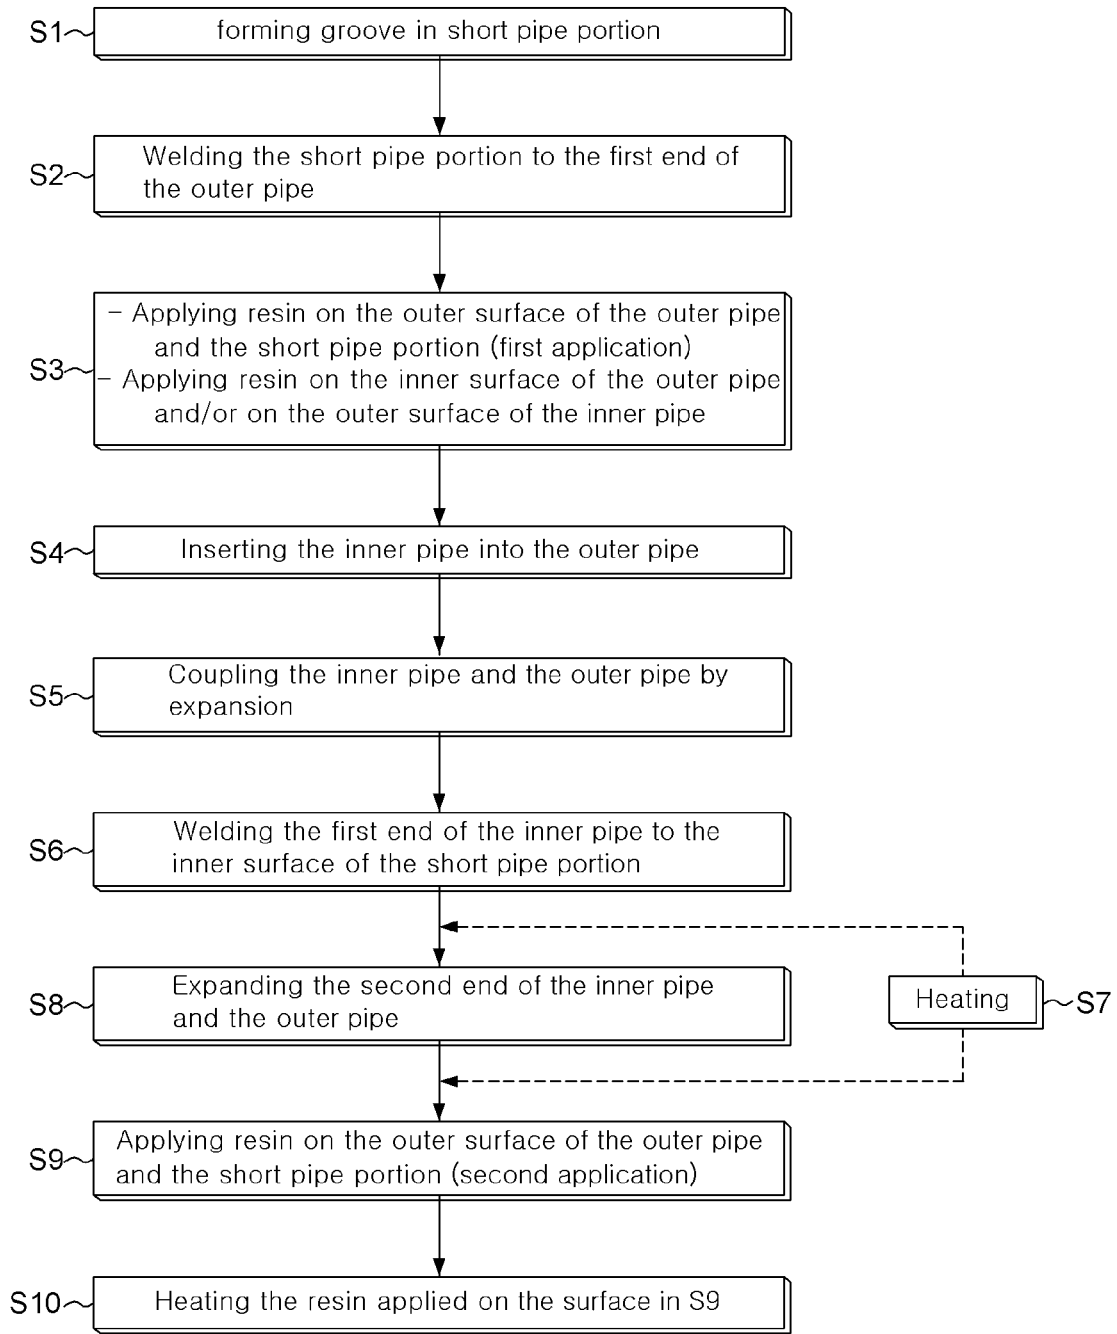 S1
forming groove in short pipe portion
S2
Welding the short pipe portion to the first end of
the outer pipe
S3
- Applying resin on the outer surface of the outer pipe
and the short pipe portion (first application)
- Applying resin on the inner surface of the outer pipe
and/or on the outer surface of the inner pipe
S4
Inserting the inner pipe into the outer pipe
S5
Coupling the inner pipe and the outer pipe by
expansion
S6
Welding the first end of the inner pipe to the
inner surface of the short pipe portion
S8
Expanding the second end of the inner pipe
and the outer pipe
Heating
S7
S9
Applying resin on the outer surface of the outer pipe
and the short pipe portion (second application)
S10
Heating the resin applied on the surface in S9